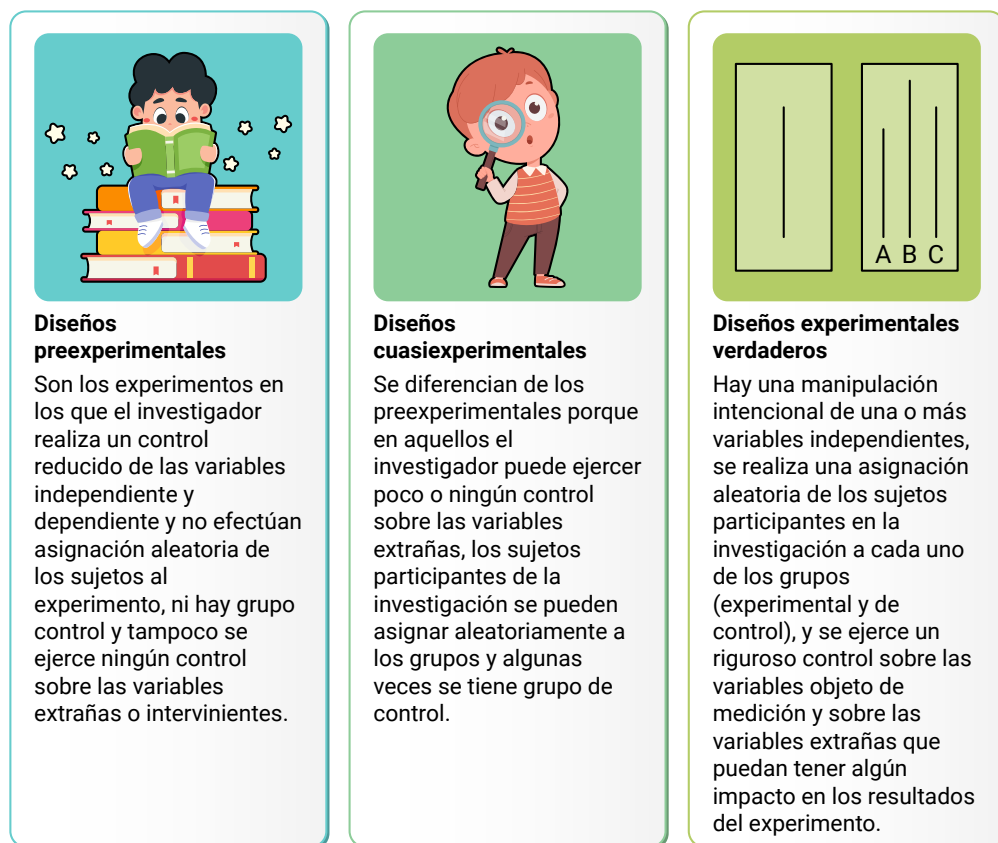 Diseños
preexperimentales
Son los experimentos en
los que el investigador
realiza un control
reducido de las variables
independiente y
dependiente y no efectúan
asignación aleatoria de
los sujetos al
experimento, ni hay grupo
control y tampoco se
ejerce ningún control
sobre las variables
extrañas o intervinientes.
Diseños
cuasiexperimentales
Se diferencian de los
preexperimentales porque
en aquellos el
investigador puede ejercer
poco o ningún control
sobre las variables
extrañas, los sujetos
participantes de la
investigación se pueden
asignar aleatoriamente a
los grupos y algunas
veces se tiene grupo de
control.
A B C
Diseños experimentales
verdaderos
Hay una manipulación
intencional de una o más
variables independientes,
se realiza una asignación
aleatoria de los sujetos
participantes en la
investigación a cada uno
de los grupos
(experimental y de
control), y se ejerce un
riguroso control sobre las
variables objeto de
medición y sobre las
variables extrañas que
puedan tener algún
impacto en los resultados
del experimento.